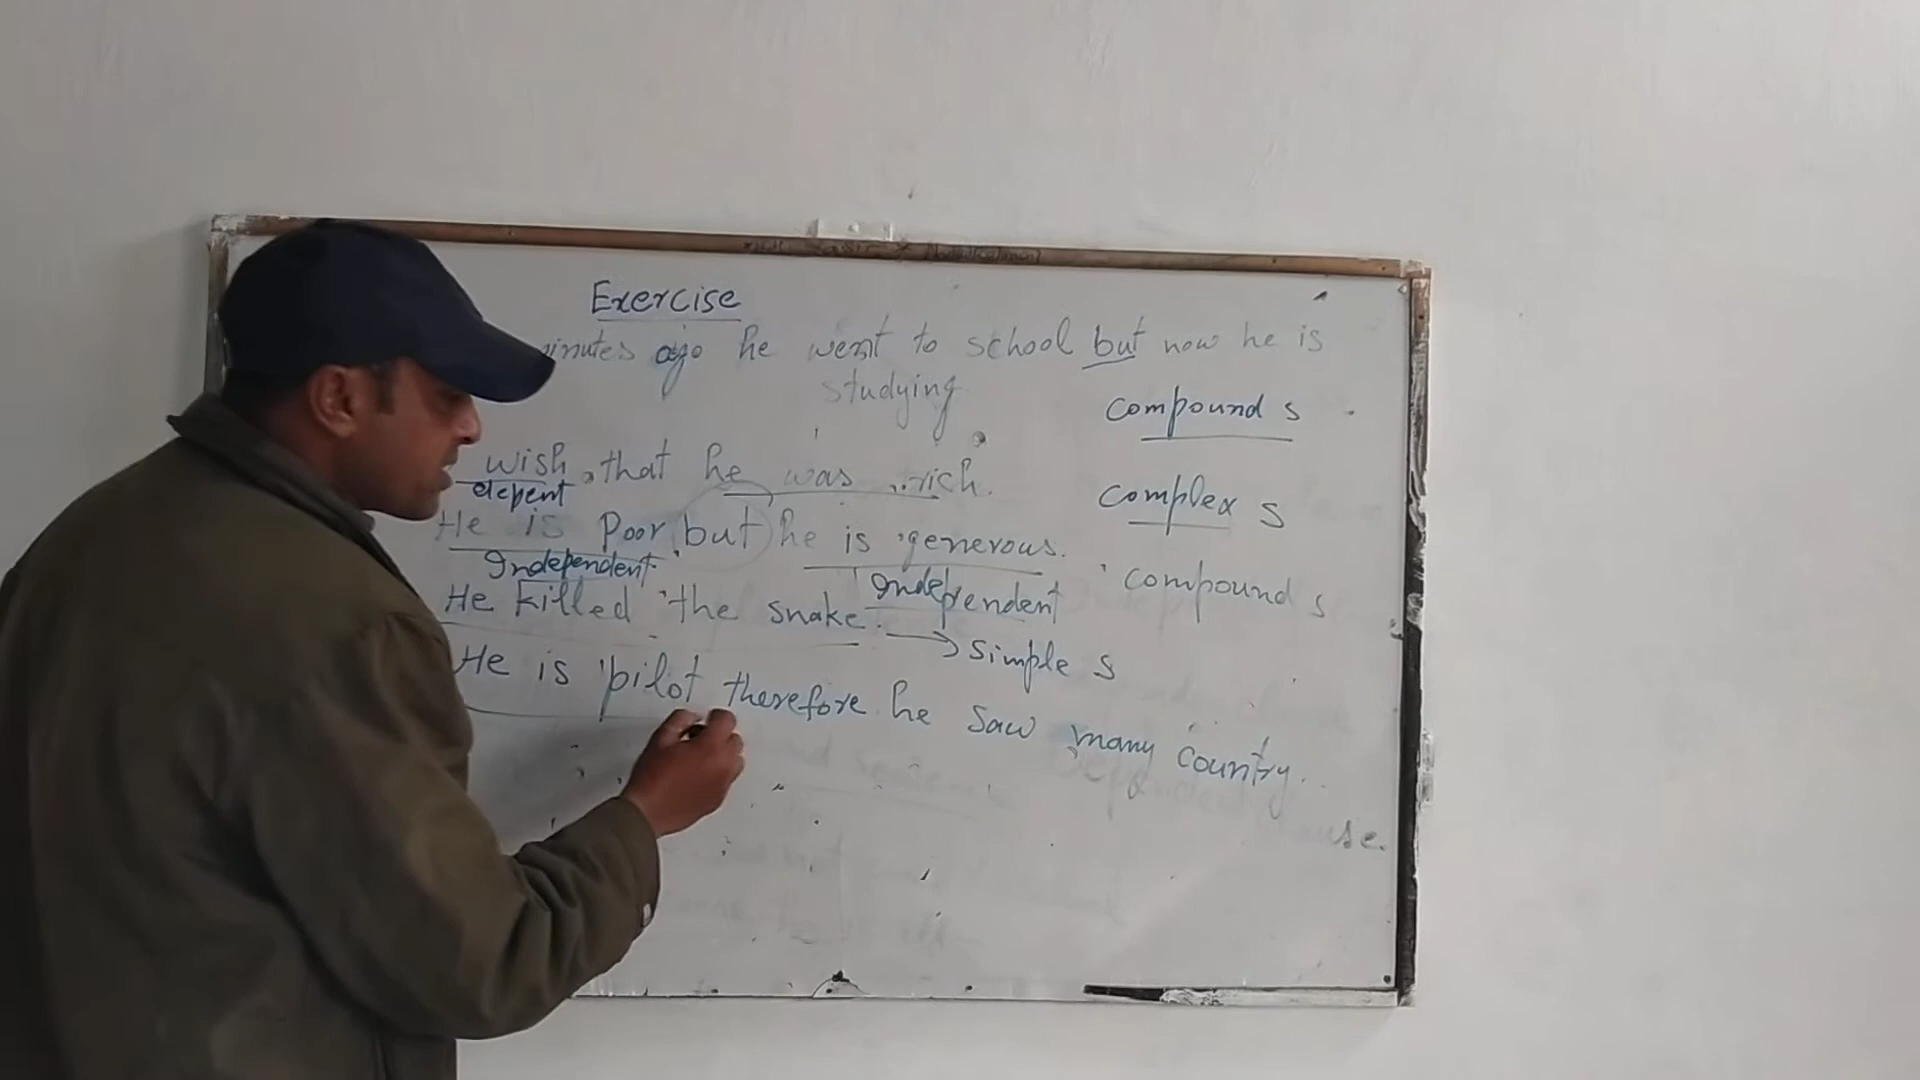 Exercise
minutes ago he went to school but now he is
studying
compound s
wish that he was rich.
depent
complex s
He is Poor but he is generous.
Independent
Independent
compound s
He killed the snake. → simple s
He is pilot therefore he saw many country.
se.